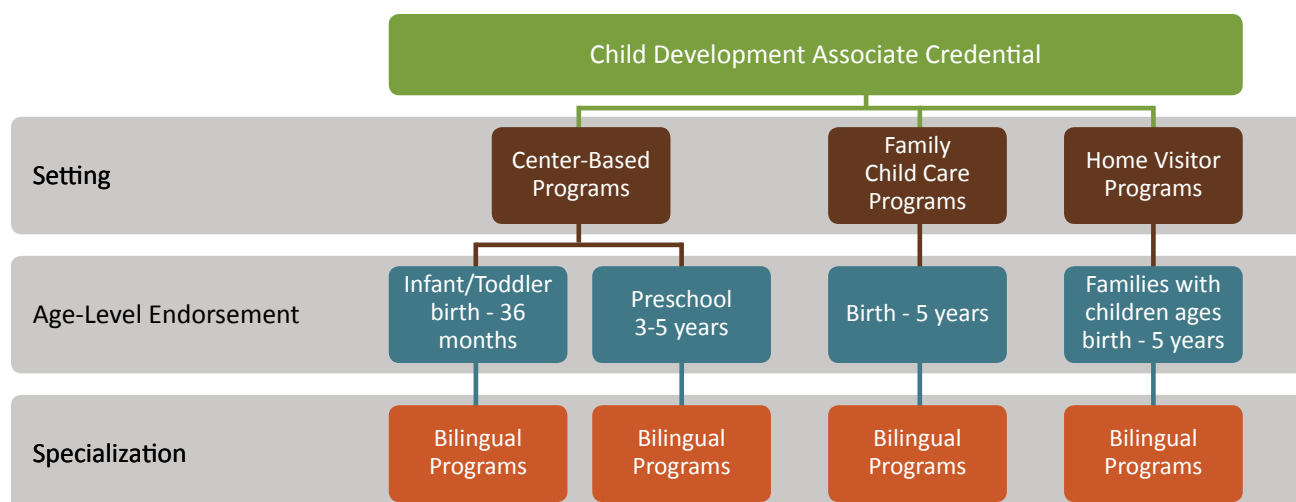 Child Development Associate Credential
Setting
Center-Based
Programs
Family
Child Care
Programs
Home Visitor
Programs
Age-Level Endorsement
Infant/Toddler
birth - 36
months
Preschool
3-5 years
Birth - 5 years
Families with
children ages
birth - 5 years
Specialization
Bilingual
Programs
Bilingual
Programs
Bilingual
Programs
Bilingual
Programs